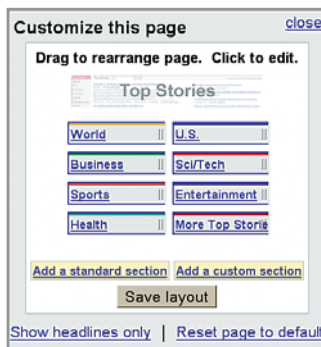 Customize this page close
Drag to rearrange page. Click to edit.
Top Stories
World U.S.
Business Sci/Tech
Sports Entertainment
Health More Top Storie
Add a standard section Add a custom section
Save layout
Show headlines only | Reset page to default